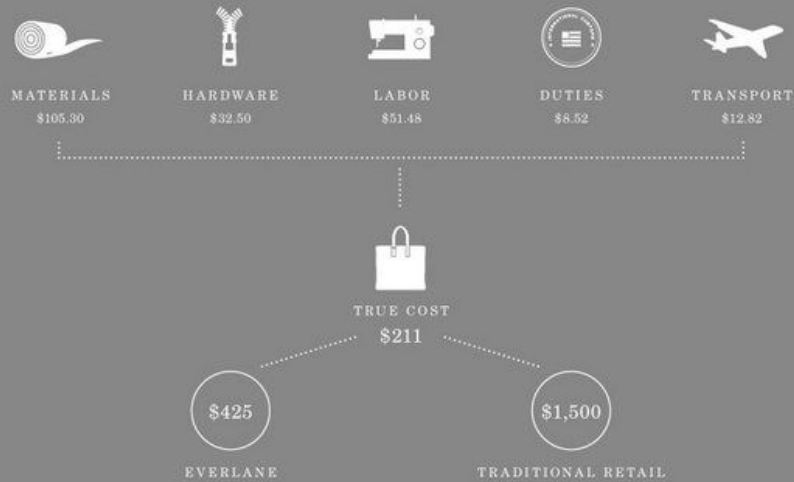 MATERIALS HARDWARE LABOR DUTIES TRANSPORT
$105.30 $32.50 $51.48 $8.52 $12.82
TRUE COST
$211
$425 $1,500
EVERLANE TRADITIONAL RETAIL